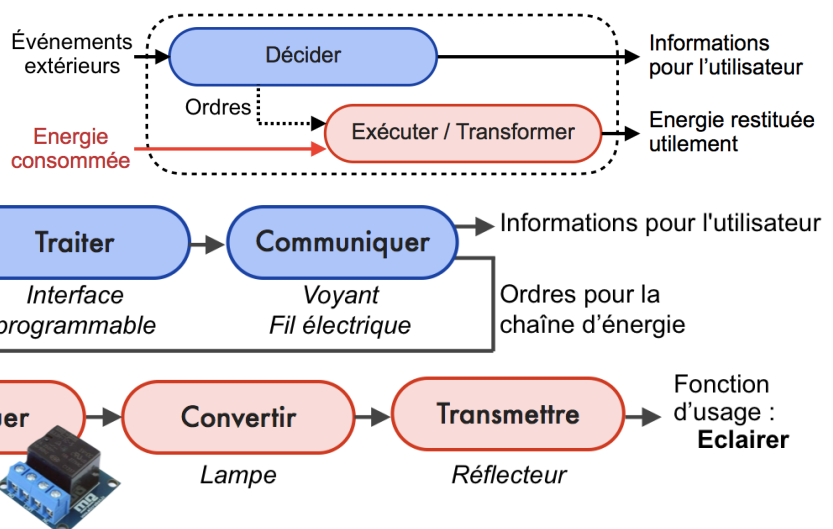 Événements
extérieurs
Décider
Informations
pour l'utilisateur
Ordres
Exécuter / Transformer
Energie
consommée
Energie restituée
utilement
Traiter
Communiquer
Informations pour l'utilisateur
Interface
programmable
Voyant
Fil électrique
Ordres pour la
chaîne d'énergie
uer
Convertir
Transmettre
Fonction
d'usage :
Eclairer
Lampe
Réflecteur